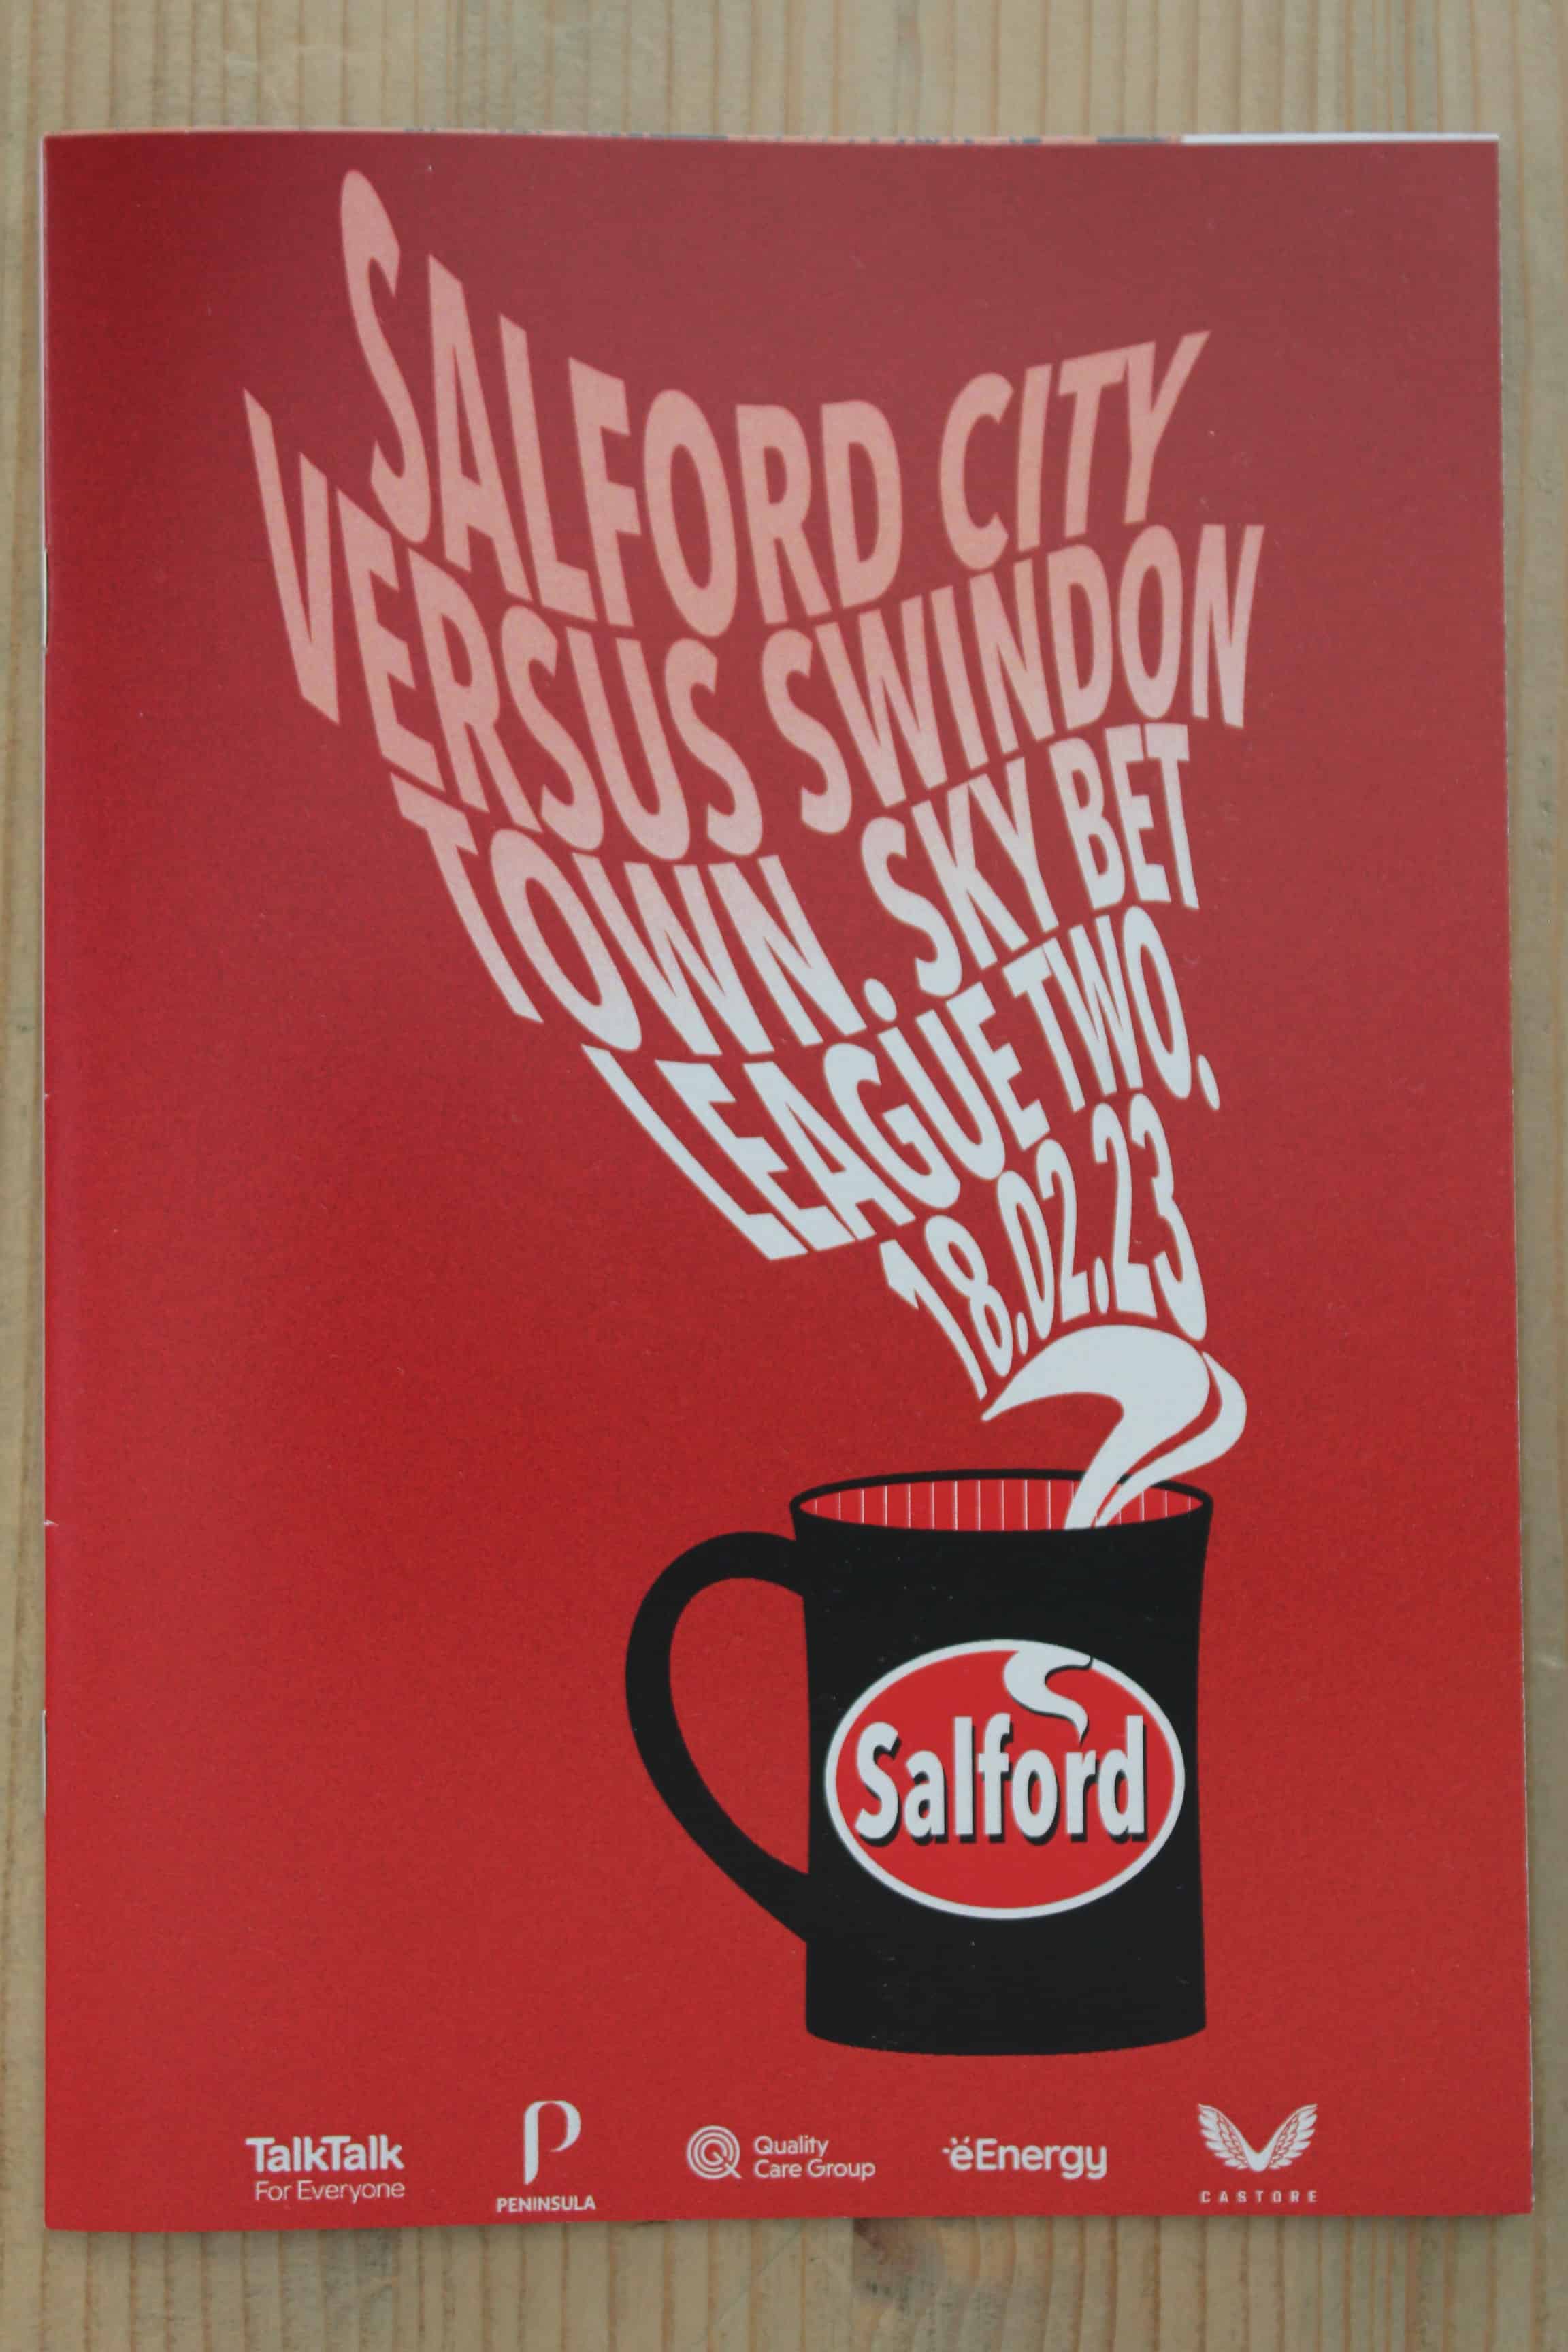 SALFORD CITY
VERSUS SWINDON
TOWN. SKY BET
LEAGUE TWO,
18.02.23
Salford
TalkTalk
For Everyone
PENINSULA
Quality
Care Group
ëEnergy
CASTORE